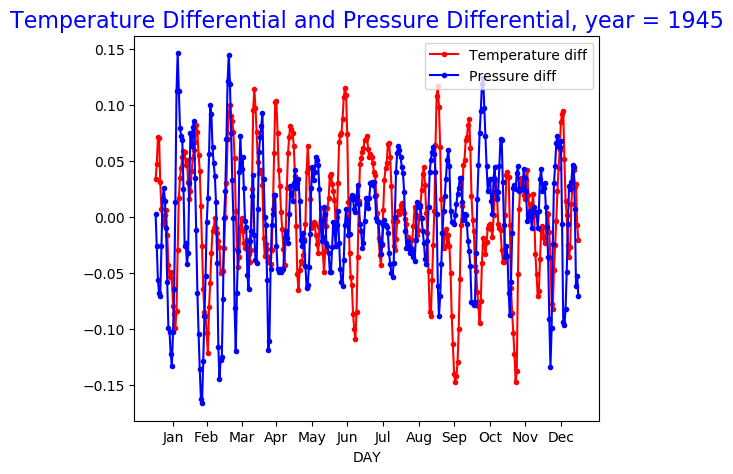 Temperature Differential and Pressure Differential, year = 1945
Temperature diff
Pressure diff
0.15
0.10
0.05
0.00
−0.05
−0.10
−0.15
Jan Feb Mar Apr May Jun Jul Aug Sep Oct Nov Dec
DAY